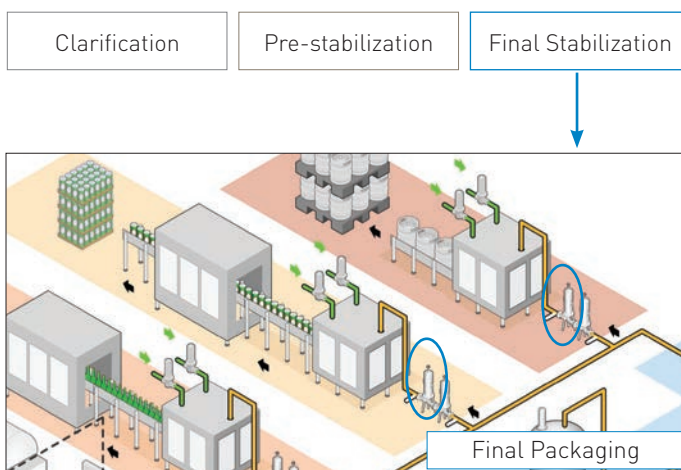 Clarification
Pre-stabilization
Final Stabilization
Final Packaging